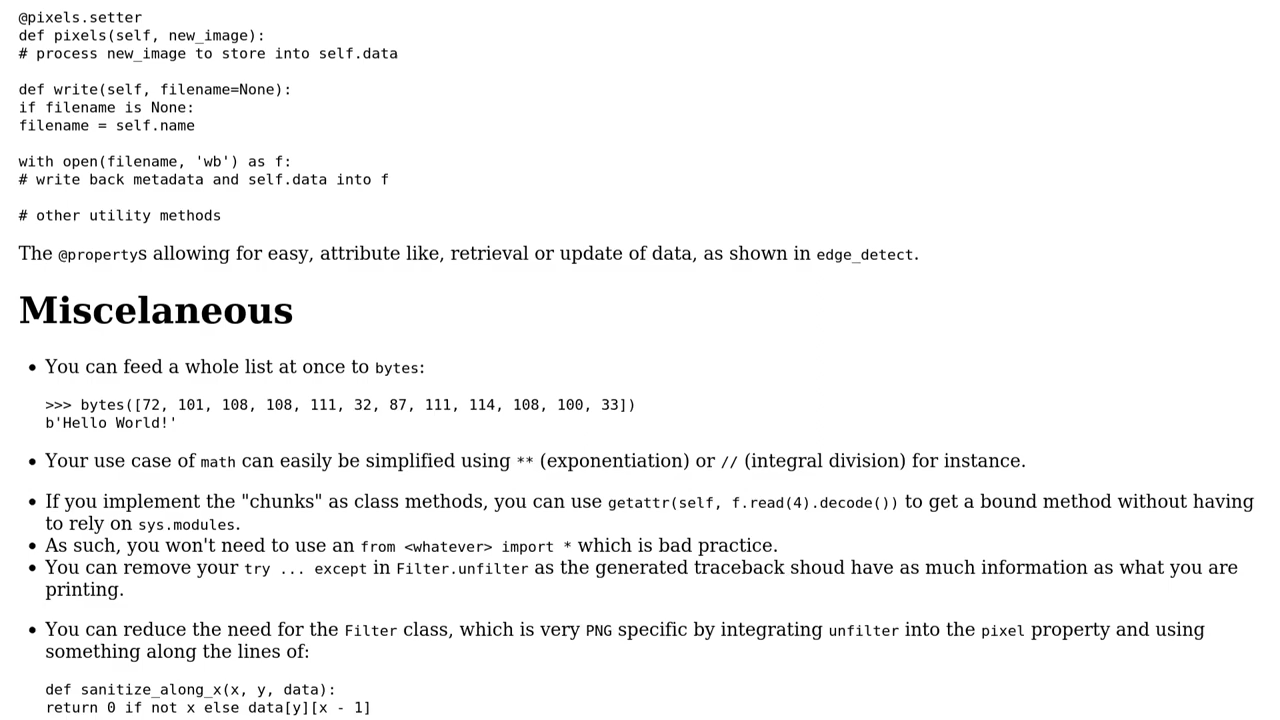 @pixels.setter
def pixels(self, new_image):
# process new_image to store into self.data
def write(self, filename=None):
if filename is None:
filename = self.name
with open(filename, 'wb') as f:
# write back metadata and self.data into f
# other utility methods
The @propertys allowing for easy, attribute like, retrieval or update of data, as shown in edge_detect.
Miscelaneous
• You can feed a whole list at once to bytes:
>>> bytes([72, 101, 108, 108, 111, 32, 87, 111, 114, 108, 100, 33])
b'Hello World!'
• Your use case of math can easily be simplified using ** (exponentiation) or // (integral division) for instance.
• If you implement the "chunks" as class methods, you can use getattr(self, f.read(4).decode()) to get a bound method without having
to rely on sys.modules.
• As such, you won't need to use an from <whatever> import * which is bad practice.
• You can remove your try ... except in Filter.unfilter as the generated traceback shoud have as much information as what you are
printing.
• You can reduce the need for the Filter class, which is very PNG specific by integrating unfilter into the pixel property and using
something along the lines of:
def sanitize_along_x(x, y, data):
return 0 if not x else data[y][x - 1]